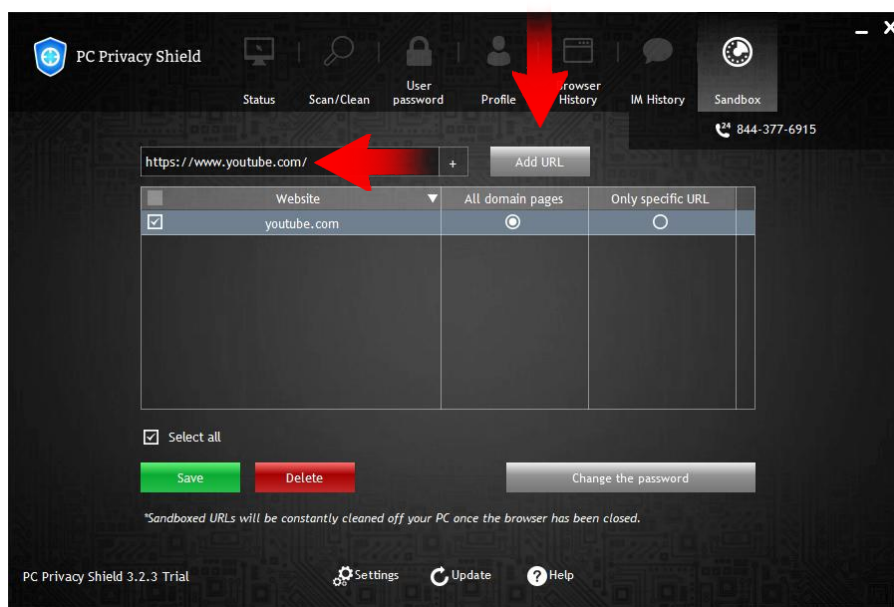 PC Privacy Shield
Status
Scan/Clean
User
password
Profile
Browser
History
IM History
Sandbox
24 844-377-6915
https://www.youtube.com/
+
Add URL
Website
All domain pages
Only specific URL
youtube.com
Select all
Save
Delete
Change the password
*Sandboxed URLs will be constantly cleaned off your PC once the browser has been closed.
PC Privacy Shield 3.2.3 Trial
Settings
Update
? Help